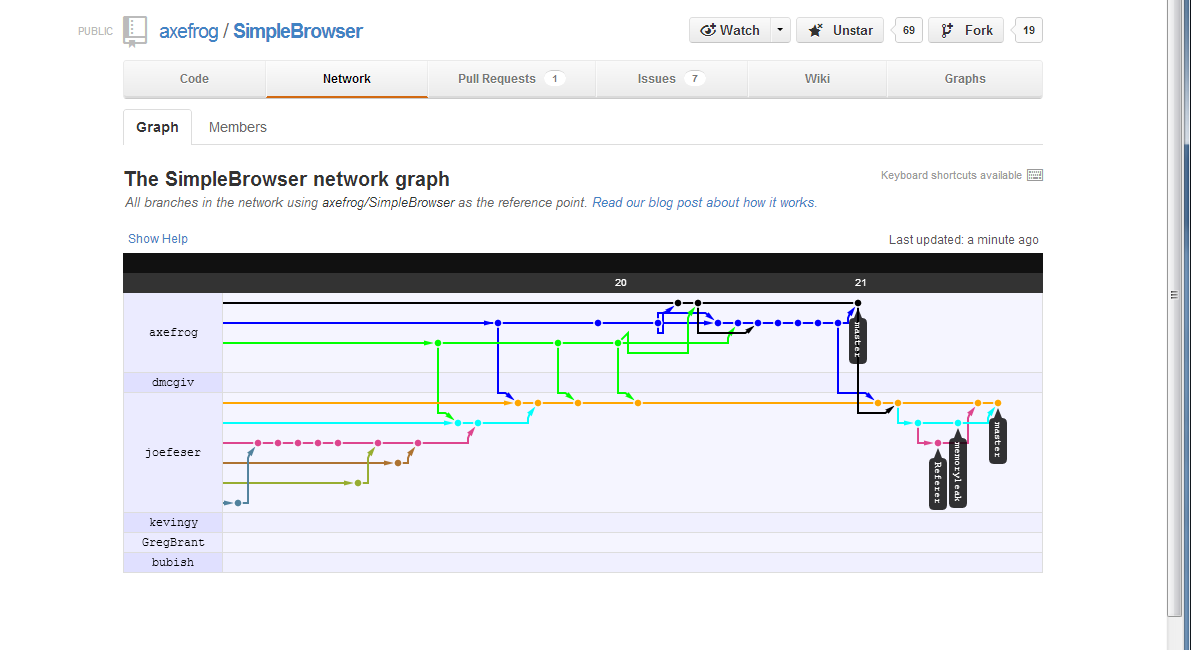 PUBLIC axefrog / SimpleBrowser Watch Unstar 69 Fork 19
Code Network Pull Requests 1 Issues 7 Wiki Graphs
Graph Members
The SimpleBrowser network graph Keyboard shortcuts available
All branches in the network using axefrog/SimpleBrowser as the reference point. Read our blog post about how it works.
Show Help Last updated: a minute ago
20 21
axefrog
master
dmcgiv
joefeser
master
memoryleak
Referer
kevingy
GregBrant
bubish